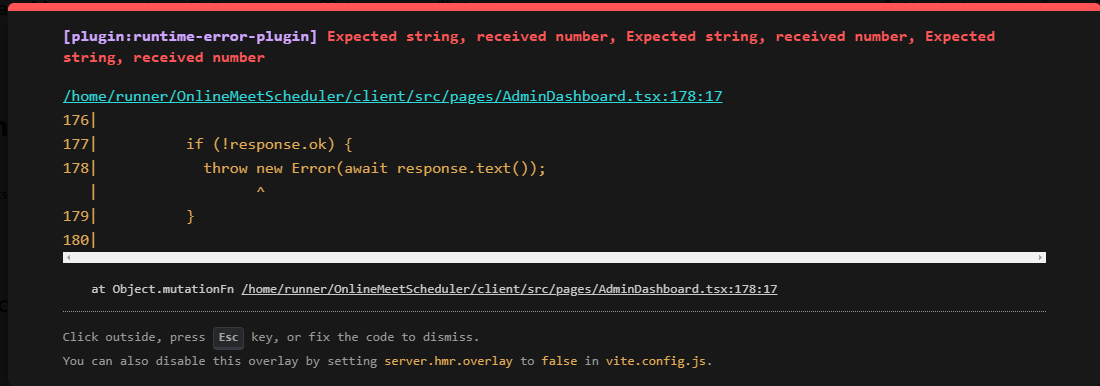 [plugin:runtime-error-plugin] Expected string, received number, Expected string, received number, Expected
string, received number
/home/runner/OnlineMeetScheduler/client/src/pages/AdminDashboard.tsx:178:17
176|
177|          if (!response.ok) {
178|            throw new Error(await response.text());
   |                  ^
179|          }
180|
at Object.mutationFn /home/runner/OnlineMeetScheduler/client/src/pages/AdminDashboard.tsx:178:17
Click outside, press Esc key, or fix the code to dismiss.
You can also disable this overlay by setting server.hmr.overlay to false in vite.config.js.